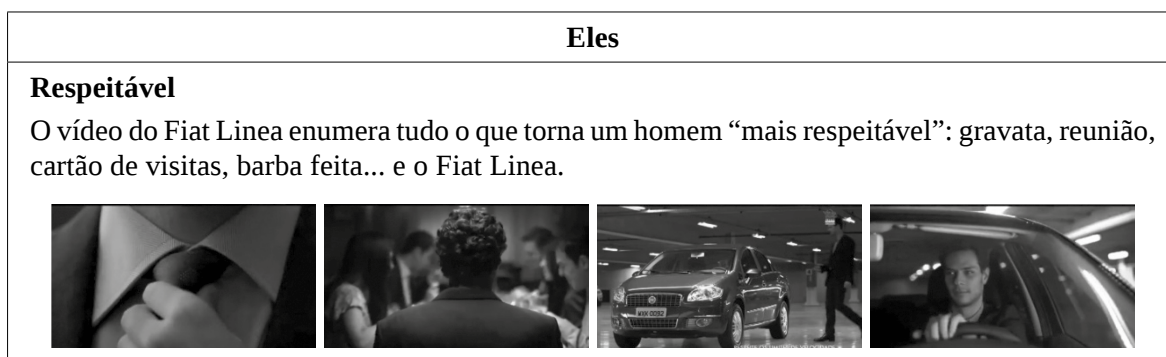 Eles
Respeitável
O vídeo do Fiat Linea enumera tudo o que torna um homem “mais respeitável”: gravata, reunião,
cartão de visitas, barba feita... e o Fiat Linea.